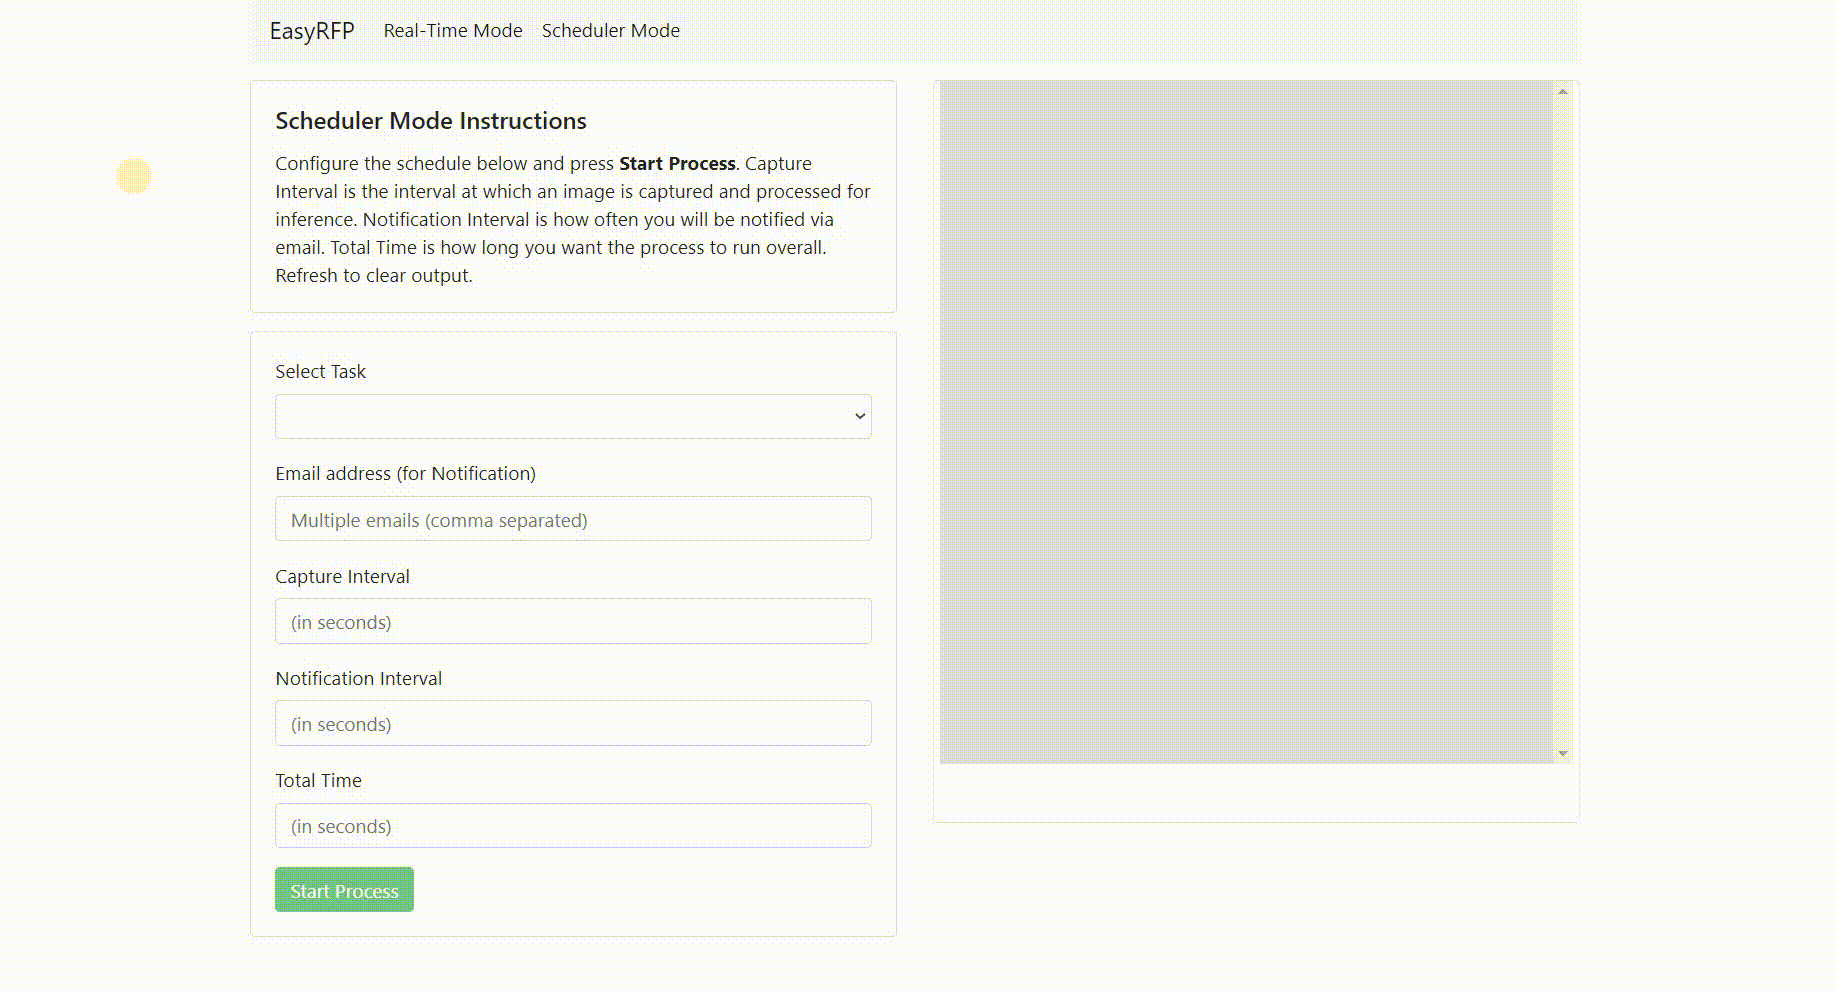 EasyRFP Real-Time Mode Scheduler Mode
Scheduler Mode Instructions
Configure the schedule below and press Start Process. Capture
Interval is the interval at which an image is captured and processed for
inference. Notification Interval is how often you will be notified via
email. Total Time is how long you want the process to run overall.
Refresh to clear output.
Select Task
Email address (for Notification)
Multiple emails (comma separated)
Capture Interval
(in seconds)
Notification Interval
(in seconds)
Total Time
(in seconds)
Start Process